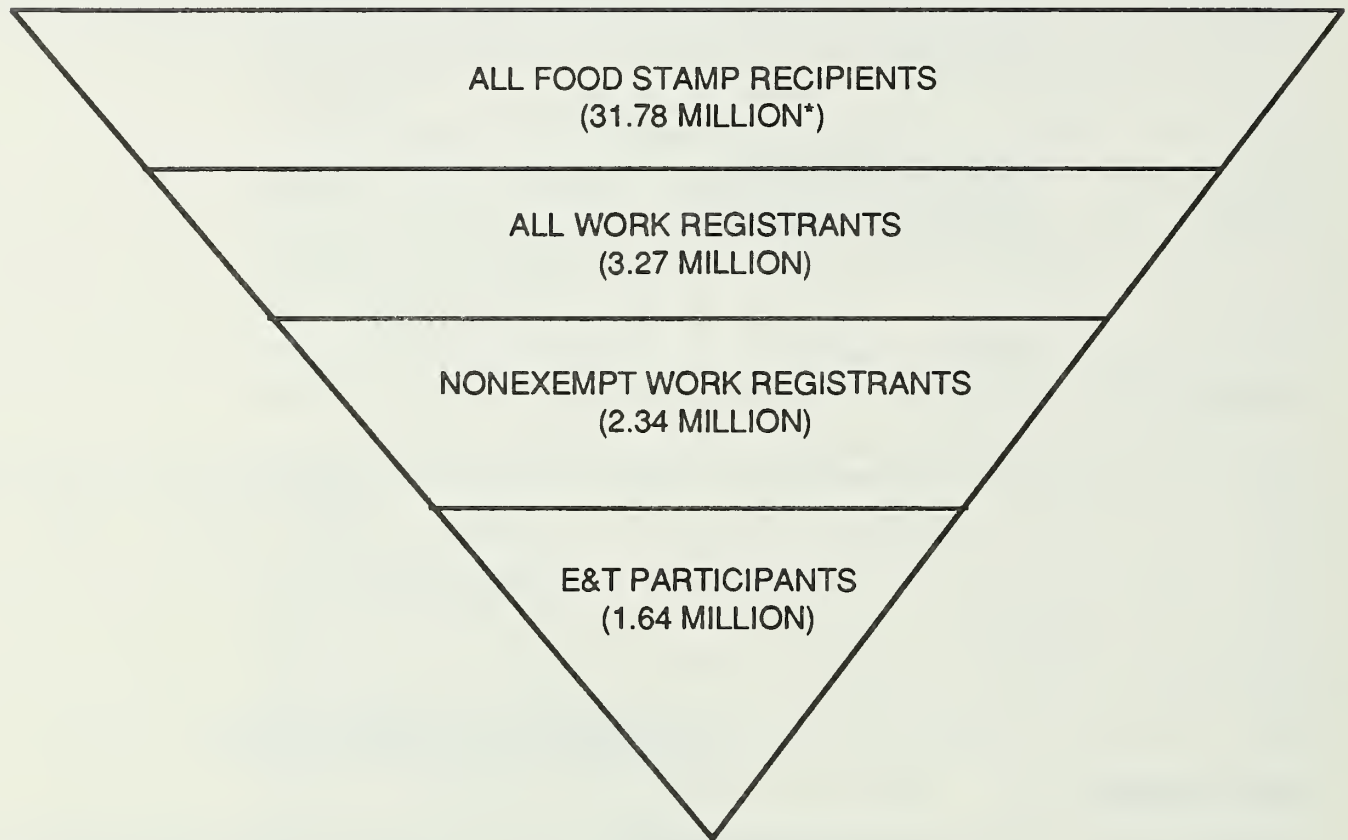 ALL FOOD STAMP RECIPIENTS
(31.78 MILLION*)
ALL WORK REGISTRANTS
(3.27 MILLION)
NONEXEMPT WORK REGISTRANTS
(2.34 MILLION)
E&T PARTICIPANTS
(1.64 MILLION)